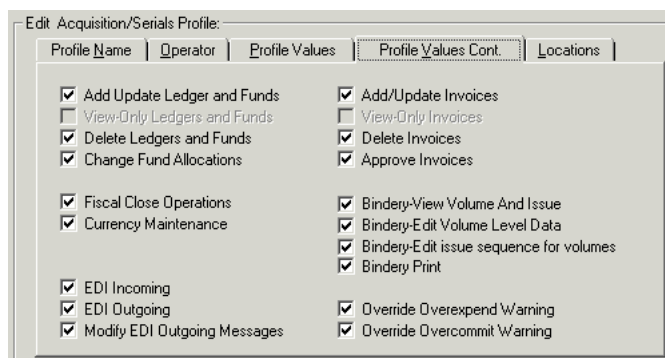 Edit Acquisition/Serials Profile:
Profile Name Operator Profile Values Profile Values Cont. Locations
Add Update Ledger and Funds
View-Only Ledgers and Funds
Delete Ledgers and Funds
Change Fund Allocations
Fiscal Close Operations
Currency Maintenance
EDI Incoming
EDI Outgoing
Modify EDI Outgoing Messages
Add/Update Invoices
View-Only Invoices
Delete Invoices
Approve Invoices
Bindery-View Volume And Issue
Bindery-Edit Volume Level Data
Bindery-Edit issue sequence for volumes
Bindery Print
Override Overexpend Warning
Override Overcommit Warning